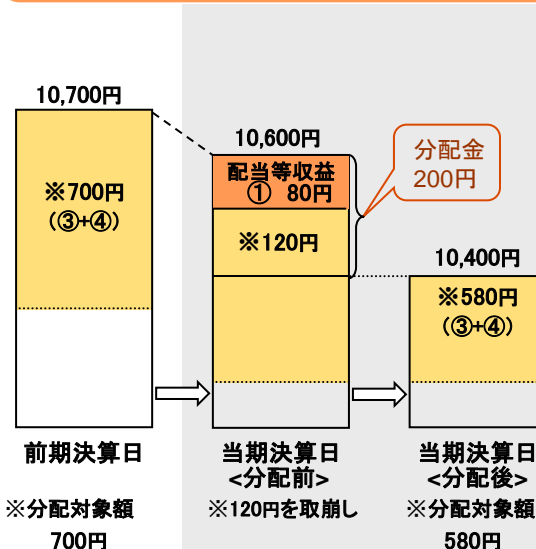 10,700円
※700円
(③+④)
10,600円
配当等収益
① 80円
※120円
分配金
200円
10,400円
※580円
(③+④)
前期決算日
当期決算日
<分配前>
当期決算日
<分配後>
※分配対象額
700円
※120円を取崩し
※分配対象額
580円